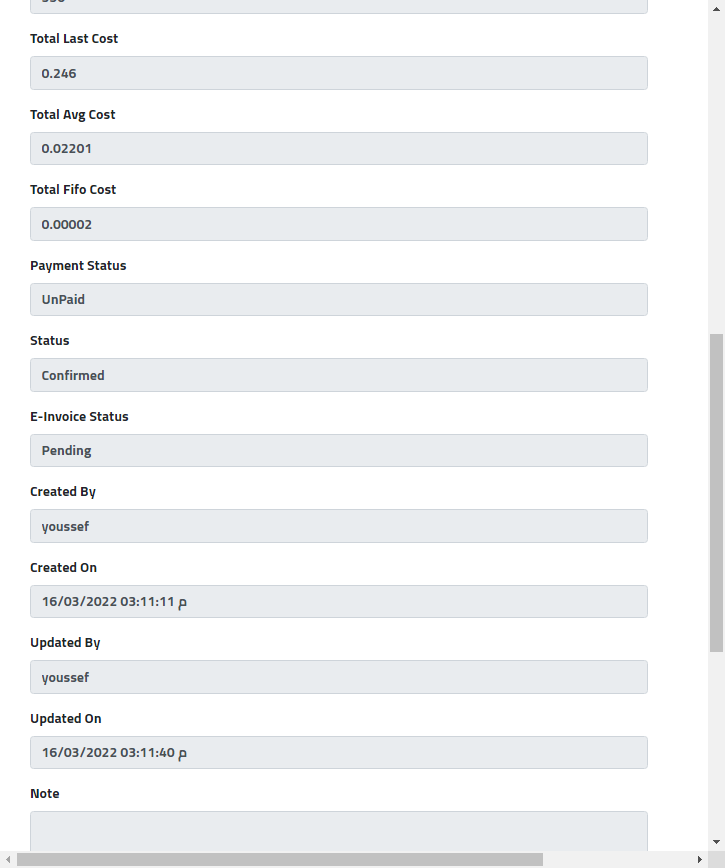 Total Last Cost
0.246
Total Avg Cost
0.02201
Total Fifo Cost
0.00002
Payment Status
UnPaid
Status
Confirmed
E-Invoice Status
Pending
Created By
youssef
Created On
16/03/2022 03:11:11 م
Updated By
youssef
Updated On
16/03/2022 03:11:40 م
Note